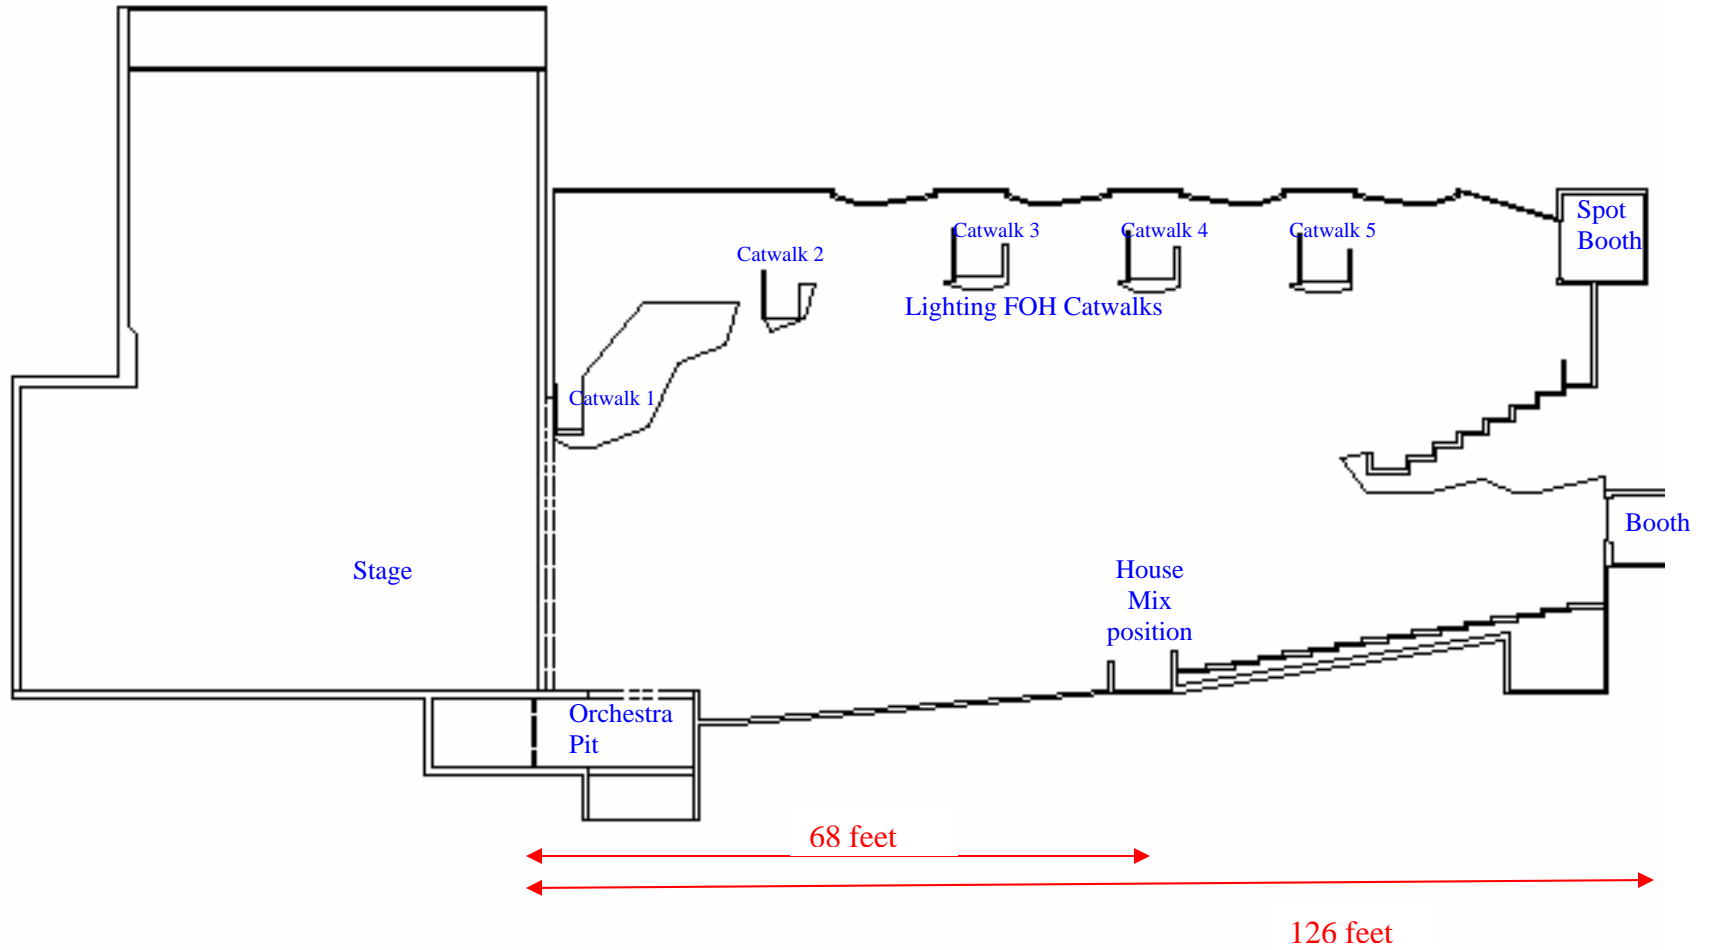 Spot
Booth
Catwalk 3
Catwalk 4
Catwalk 5
Catwalk 2
Lighting FOH Catwalks
Catwalk 1
Booth
Stage
House
Mix
position
Orchestra
Pit
68 feet
126 feet